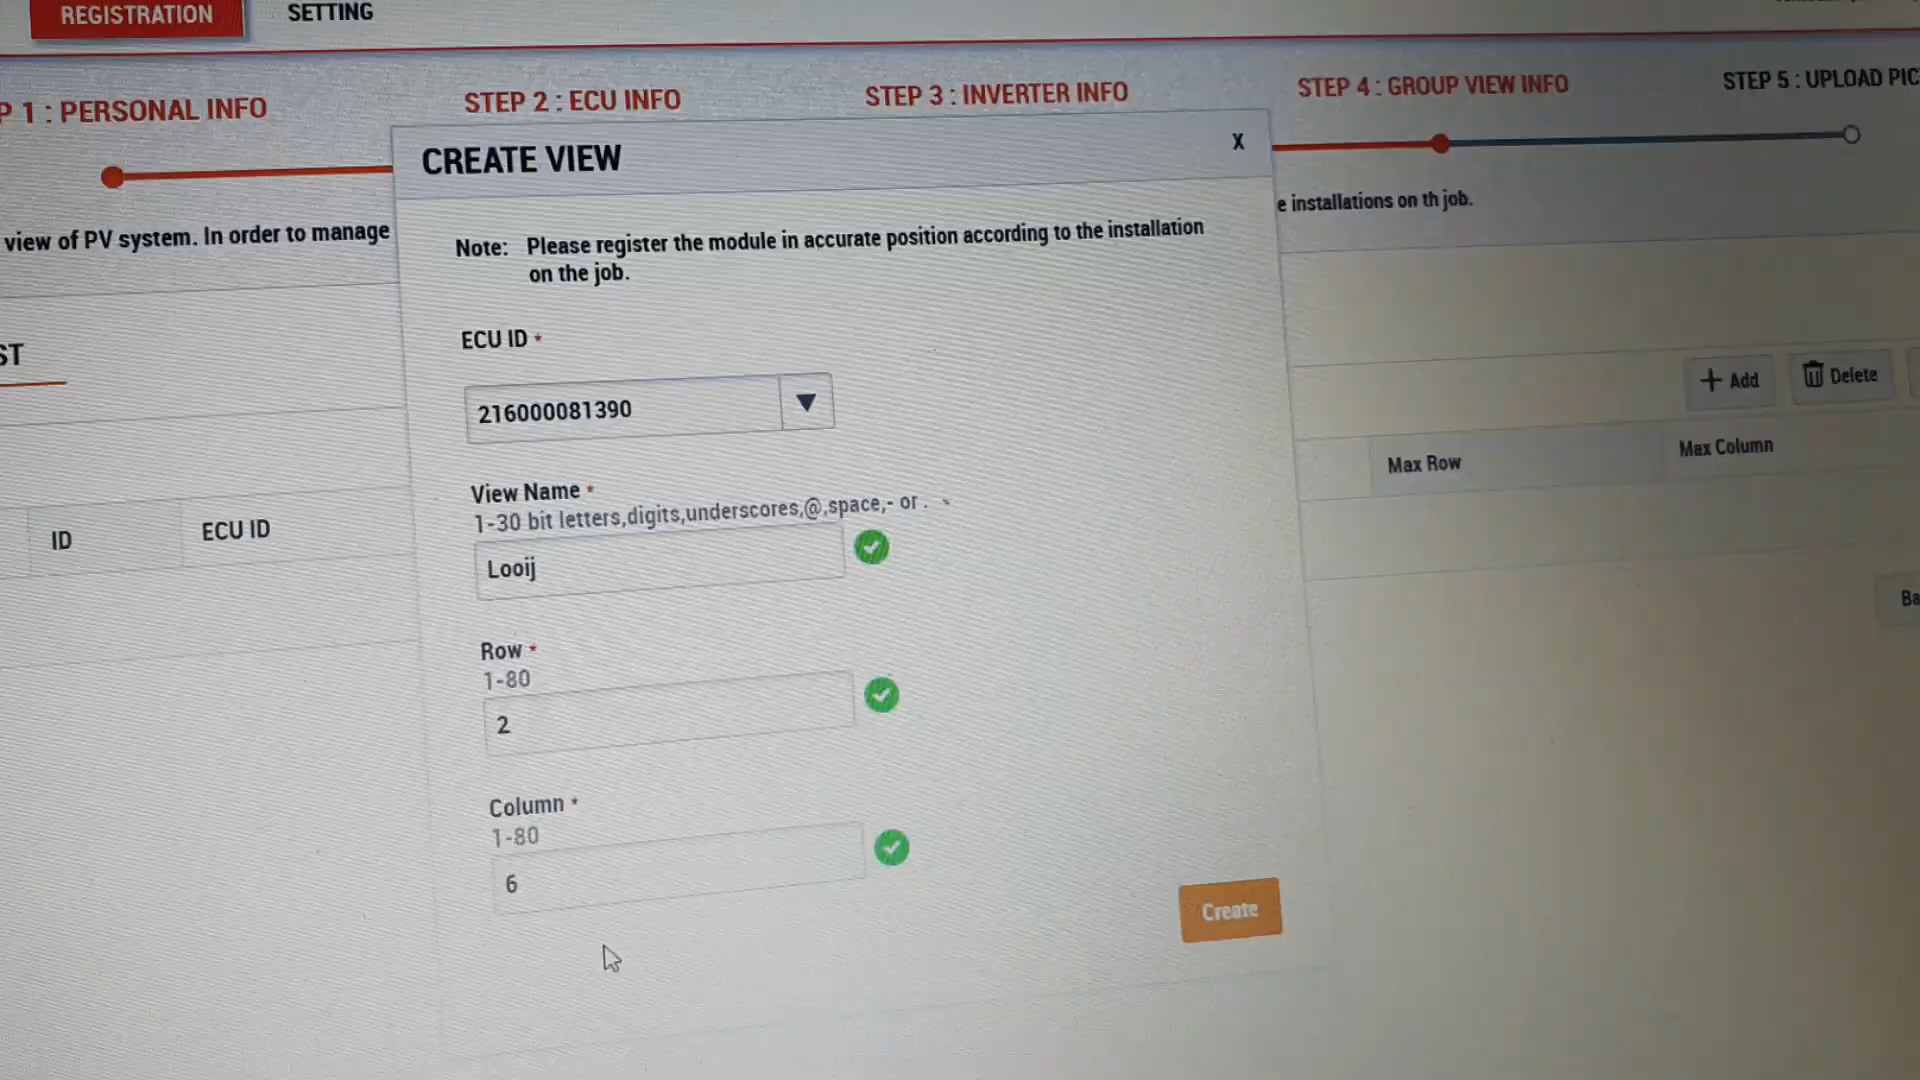 REGISTRATION
SETTING
P 1 : PERSONAL INFO
STEP 2 : ECU INFO
STEP 3 : INVERTER INFO
STEP 4 : GROUP VIEW INFO
STEP 5 : UPLOAD PIC
CREATE VIEW
X
view of PV system. In order to manage
e installations on th job.
Note: Please register the module in accurate position according to the installation
on the job.
ECU ID *
216000081390
ST
+ Add
Delete
Max Row
Max Column
ID
ECU ID
View Name *
1-30 bit letters,digits,underscores,@,space,- or .
Looij
Ba
Row *
1-80
2
Column *
1-80
6
Create